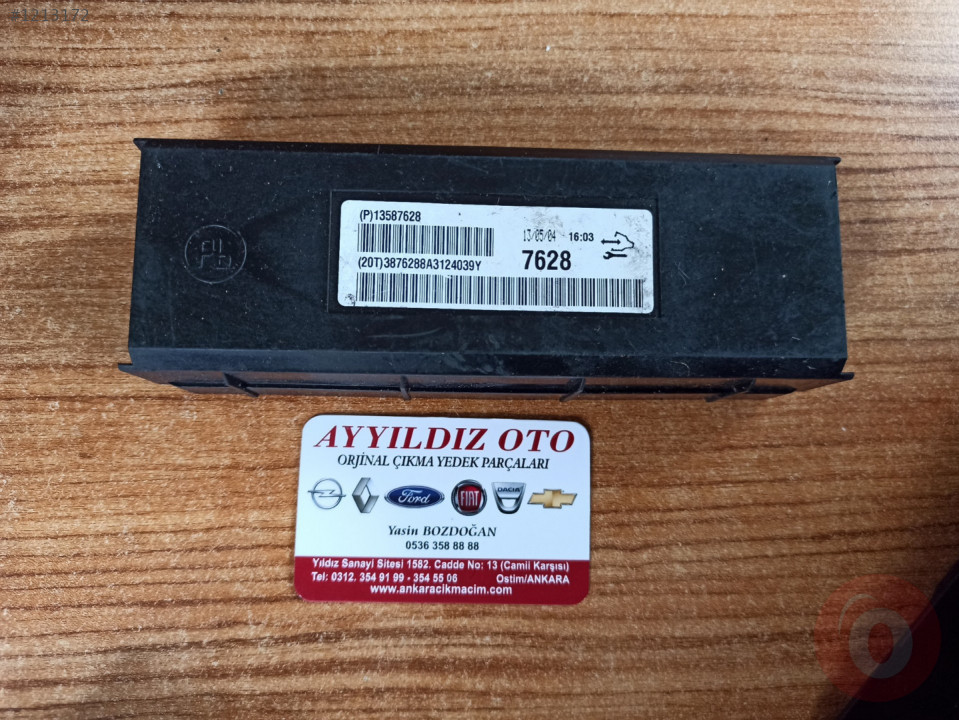 #1213172
(P)13587628
13/05/04 16:03
7628
(20T)3876288A3124039Y
AYYILDIZ OTO
ORJİNAL ÇIKMA YEDEK PARÇALARI
Ford
FIAT
DACIA
Yasin BOZDOĞAN
0536 358 88 88
Yıldız Sanayi Sitesi 1582. Cadde No: 13 (Camii Karşısı)
Tel: 0312. 354 91 99 - 354 55 06 Ostim/ANKARA
www.ankaracikmacim.com